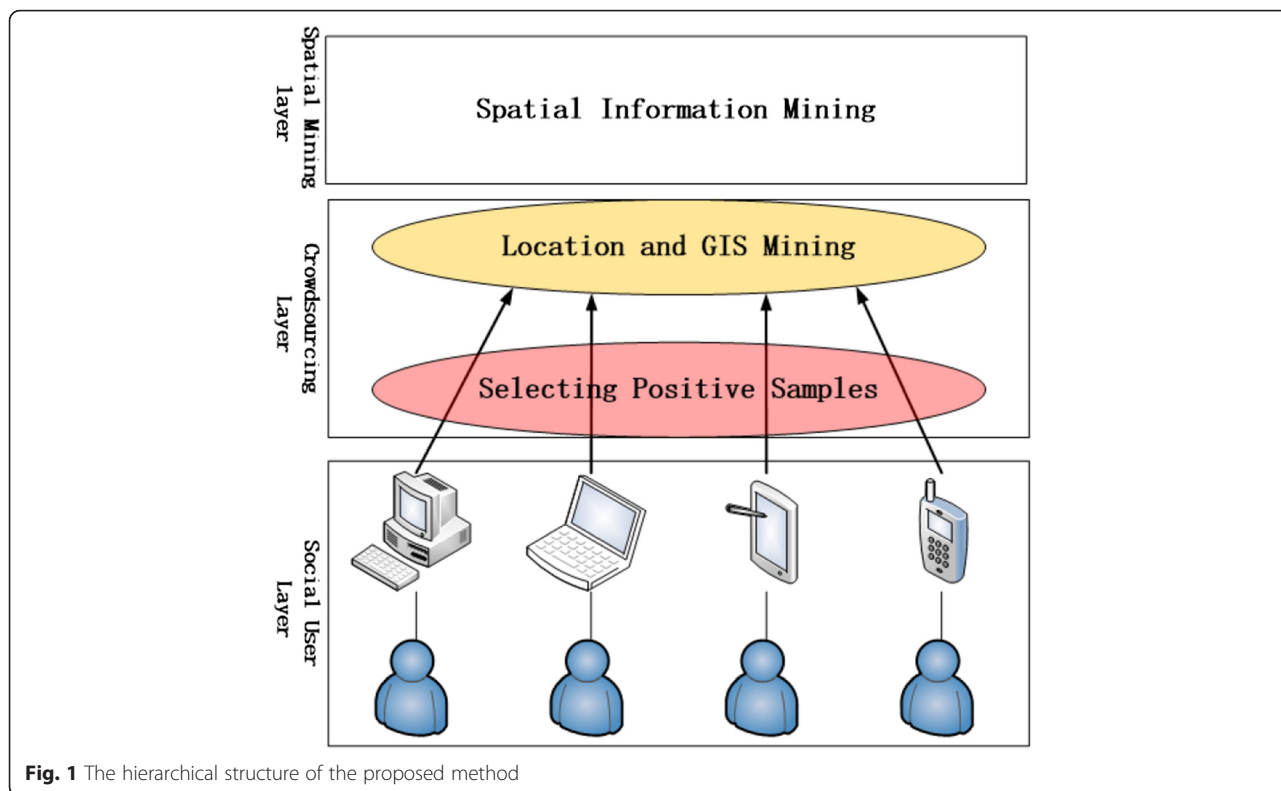 Spatial Mining
layer
Spatial Information Mining
Crowdsourcing
Layer
Location and GIS Mining
Selecting Positive Samples
Social User
Layer
Fig. 1 The hierarchical structure of the proposed method